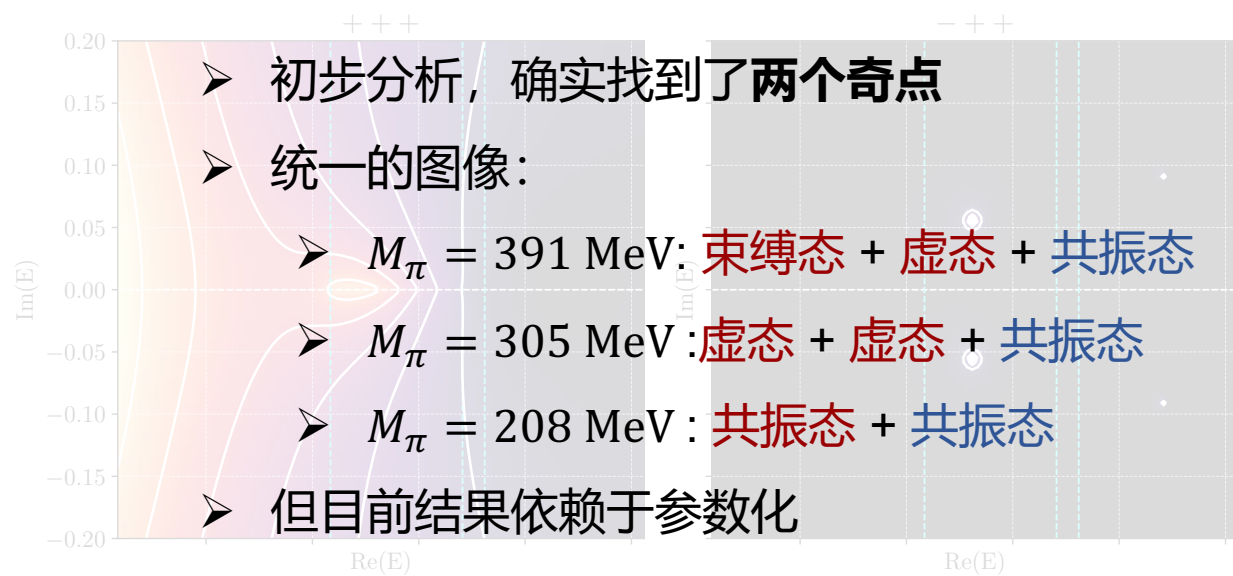 + + +
− + +
0.20
➢ 初步分析，确实找到了两个奇点
0.15
➢ 统一的图像：
0.10
0.05
➢ M_π = 391 MeV: 束缚态 + 虚态 + 共振态
Im(E)
0.00
Im(E)
➢ M_π = 305 MeV :虚态 + 虚态 + 共振态
−0.05
➢ M_π = 208 MeV : 共振态 + 共振态
−0.10
−0.15
➢ 但目前结果依赖于参数化
−0.20
Re(E)
Re(E)